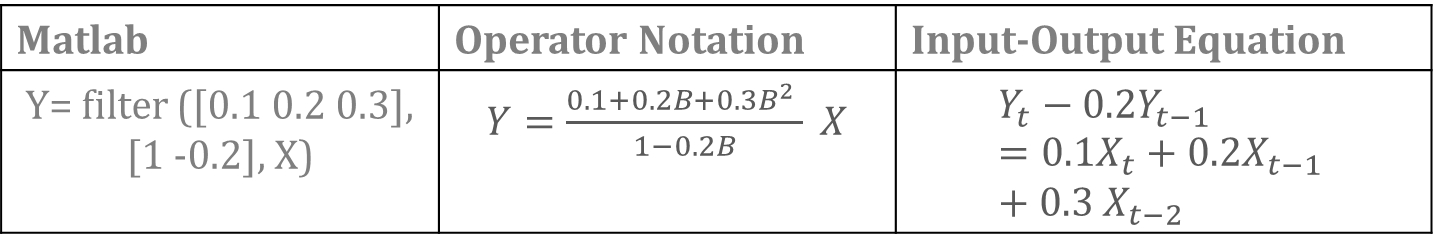 Matlab
Operator Notation
Input-Output Equation
Y= filter ([0.1 0.2 0.3],
[1 -0.2], X)
Y = \frac{0.1+0.2B+0.3B^2}{1-0.2B} X
Y_t − 0.2Y_{t−1}
= 0.1X_t + 0.2X_{t−1}
+ 0.3 X_{t−2}